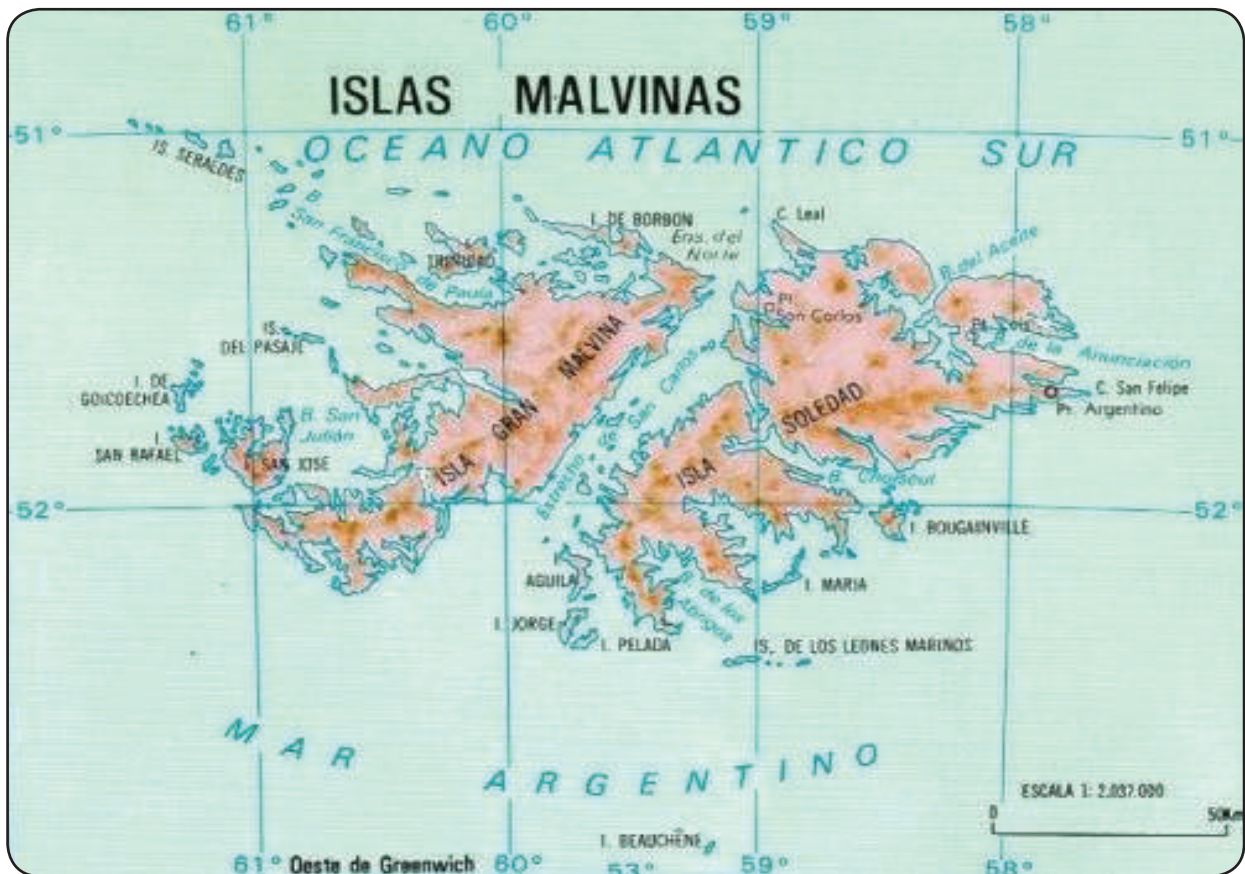 61° 60° 59° 58°
ISLAS MALVINAS
51° 51°
OCEANO ATLANTICO SUR
IS. SEBALDES
B.
San Francisco de Paula
I. DE BORBON
Ens. del
Norte
C. Leal
TRINIDAD
B. del Aceite
Pt.
San Carlos
IS.
DEL PASAJE
B. de la Anunciación
I. DE
GOICOECHEA
C. San Felipe
Pt. Argentino
B. San
Julián
I.
SAN RAFAEL
SAN JOSE
ISLA GRAN MALVINA
Estrecho de San Carlos
ISLA SOLEDAD
B. Choiseul
52° 52°
I. BOUGAINVILLE
AGUILA
I. MARIA
B. de los
Abrigos
I. JORGE
I. PELADA
IS. DE LOS LEONES MARINOS
MAR ARGENTINO
ESCALA 1: 2.037.000
0 50Km
I. BEAUCHÊNE
61° Oeste de Greenwich 60° 53° 59° 58°